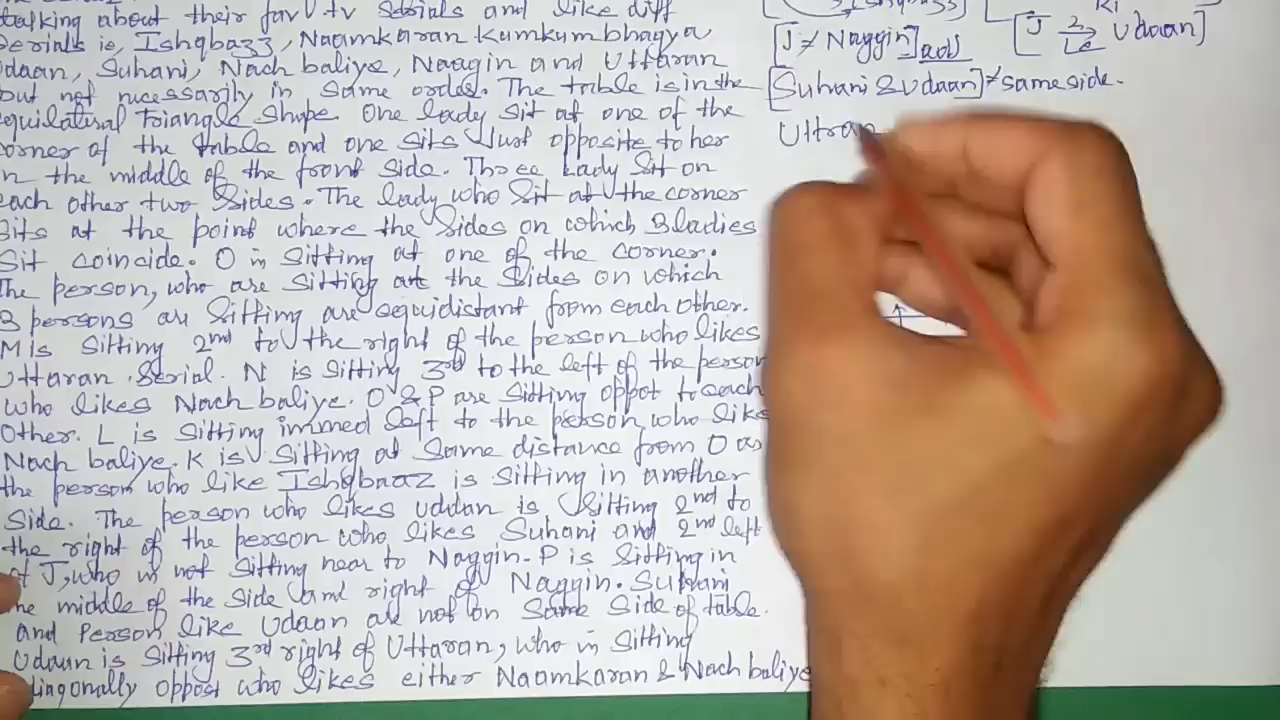 talking about their fav tv serials and like diff
serials ie, Ishqbazz, Naamkaran Kumkumbhagya
Udaan, Suhani, Nach baliye, Naagin and Uttaran
but not necessarily in same order. The table is in the
equilateral Triangle shape. One lady sit at one of the
corner of the table and one sits Just opposite to her
in the middle of the front side. Three Lady Sit on
each other two sides. The lady who Sit at the corner
Sits at the point where the sides on which 3 ladies
Sit coincide. O is sitting at one of the corner.
The person, who are sitting at the sides on which
3 persons are sitting are equidistant from each other.
M is sitting 2nd to the right of the person who likes
Uttaran serial. N is sitting 3rd to the left of the person
who likes Nach baliye. O & P are sitting oppot to each
Other. L is sitting immed left to the person who like
Nach baliye. K is sitting at same distance from O as
the person who like Ishqbaaz is sitting in another
side. The person who likes uddan is sitting 2nd to
the right of the person who likes Suhani and 2nd left
of J, who is not sitting near to Naggin. P is sitting in
the middle of the side and right of Naggin. Suhani
and Person like Udaan are not on same side of table.
Udaan is sitting 3rd right of Uttaran, who is sitting
diagonally oppost who likes either Naamkaran & Nach baliye
[J ≠ Naggin] adj
[J 2 Le Udaan]
[Suhani & Udaan] ≠ same side.
Uttran